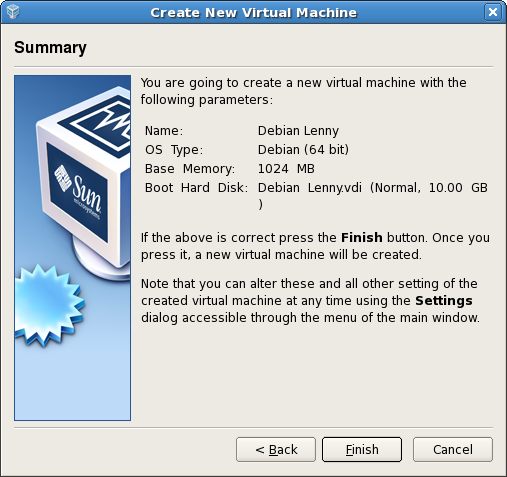 Create New Virtual Machine
Summary
You are going to create a new virtual machine with the
following parameters:
Name: Debian Lenny
OS Type: Debian (64 bit)
Base Memory: 1024 MB
Boot Hard Disk: Debian Lenny.vdi (Normal, 10.00 GB
)
If the above is correct press the Finish button. Once you
press it, a new virtual machine will be created.
Note that you can alter these and all other setting of the
created virtual machine at any time using the Settings
dialog accessible through the menu of the main window.
Sun
microsystems
< Back
Finish
Cancel